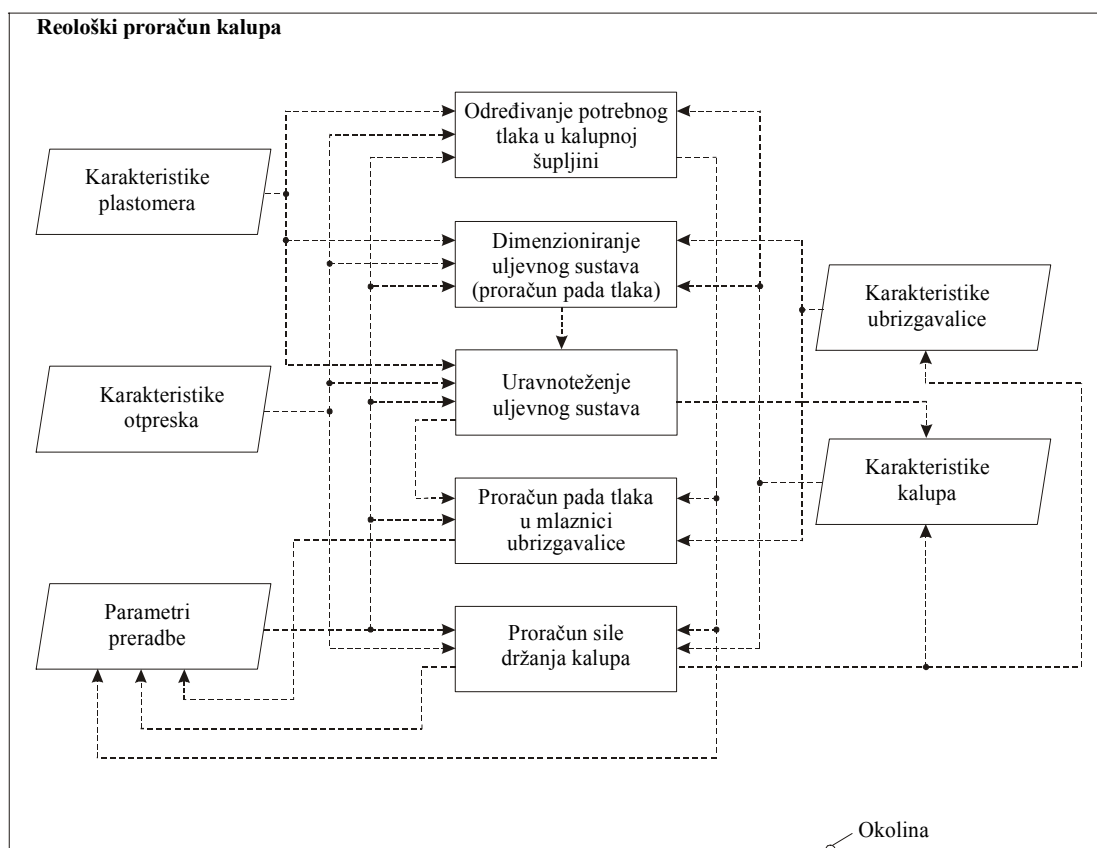 Reološki proračun kalupa
Određivanje potrebnog
tlaka u kalupnoj
šupljini
Karakteristike
plastomera
Dimenzioniranje
uljevnog sustava
(proračun pada tlaka)
Karakteristike
ubrizgavalice
Uravnoteženje
uljevnog sustava
Karakteristike
otpreska
Karakteristike
kalupa
Proračun pada tlaka
u mlaznici
ubrizgavalice
Parametri
preradbe
Proračun sile
držanja kalupa
Okolina